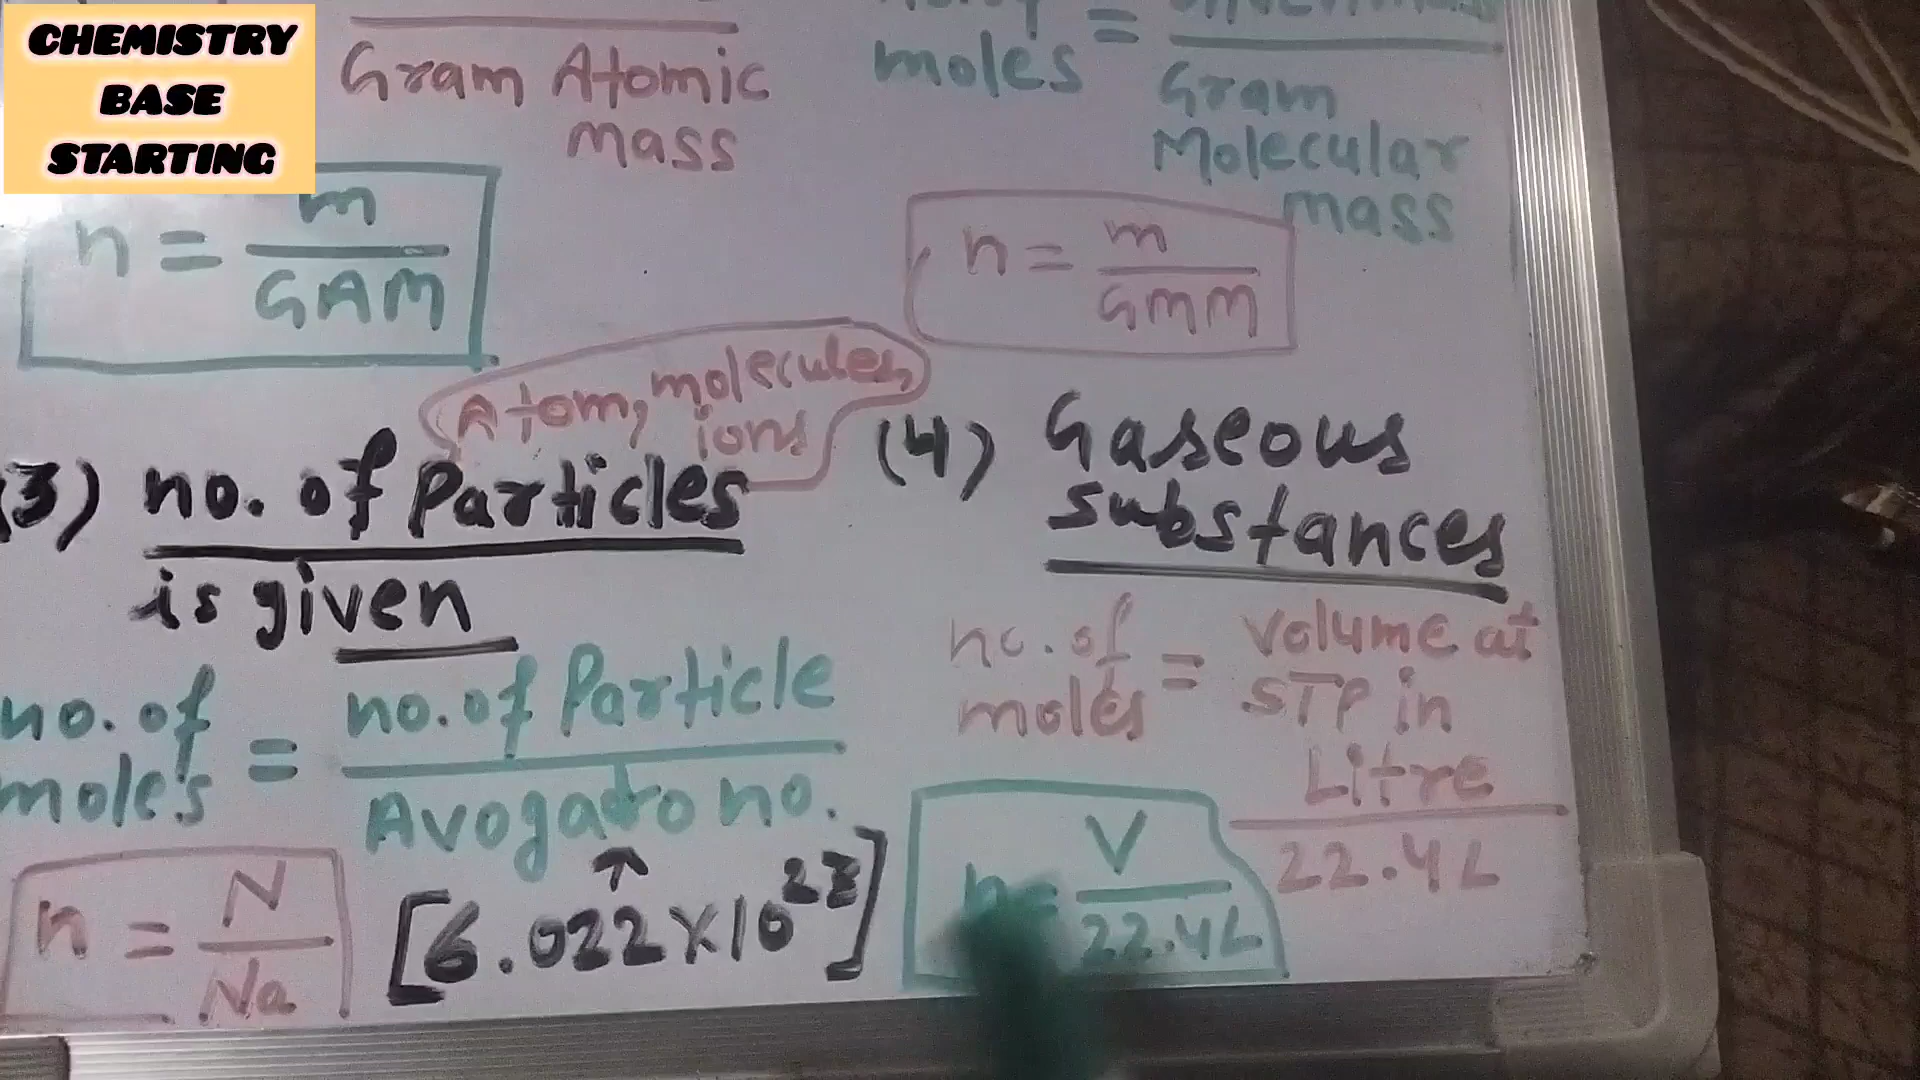 CHEMISTRY
BASE
STARTING
Gram Atomic
mass
n = m
GAM
moles =
Gram
Molecular
mass
n = m
GMM
Atom, molecules,
ions
(3) no. of Particles
is given
no. of
moles = no. of Particle
Avogadro no.
[6.022 x 10^23]
n = N
Na
(4) Gaseous
substances
no. of
moles = volume at
STP in
Litre
22.4 L
n = V
22.4L